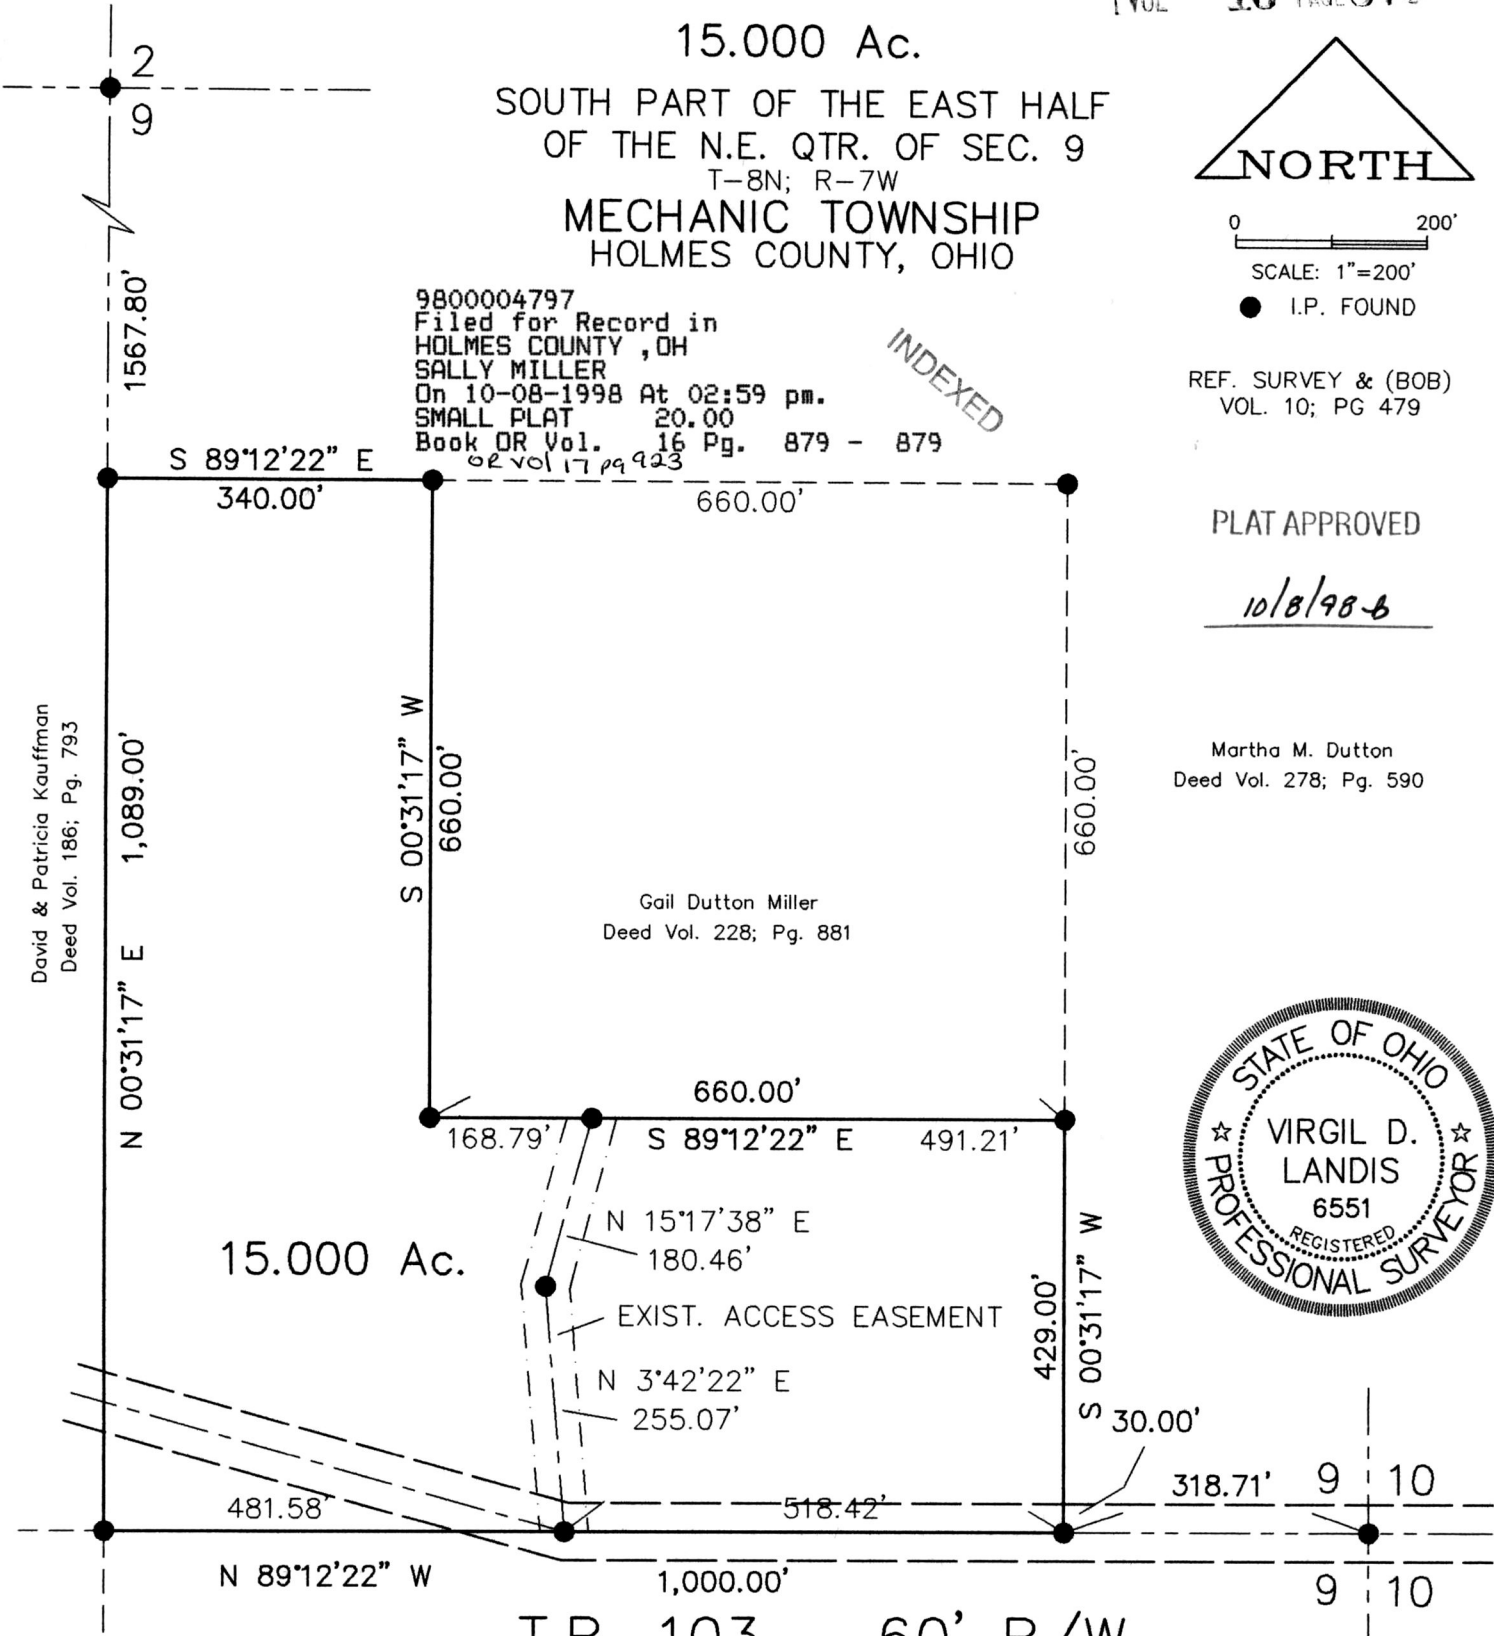 15.000 Ac.
SOUTH PART OF THE EAST HALF
OF THE N.E. QTR. OF SEC. 9
T-8N; R-7W
MECHANIC TOWNSHIP
HOLMES COUNTY, OHIO
2
9
1567.80'
NORTH
0 200'
SCALE: 1"=200'
I.P. FOUND
REF. SURVEY & (BOB)
VOL. 10; PG 479
9800004797
Filed for Record in
HOLMES COUNTY ,OH
SALLY MILLER
On 10-08-1998 At 02:59 pm.
SMALL PLAT 20.00
Book OR Vol. 16 Pg. 879 - 879
OR Vol 17 pg 923
INDEXED
PLAT APPROVED
10/8/98
S 89°12'22" E
340.00'
660.00'
David & Patricia Kauffman
Deed Vol. 186; Pg. 793
N 00°31'17" E 1,089.00'
S 00°31'17" W
660.00'
660.00'
Martha M. Dutton
Deed Vol. 278; Pg. 590
Gail Dutton Miller
Deed Vol. 228; Pg. 881
660.00'
168.79' S 89°12'22" E 491.21'
N 15°17'38" E
180.46'
15.000 Ac.
EXIST. ACCESS EASEMENT
N 3°42'22" E
255.07'
429.00'
S 00°31'17" W
STATE OF OHIO
VIRGIL D.
LANDIS
6551
REGISTERED
PROFESSIONAL SURVEYOR
30.00'
318.71'
9 10
481.58' 518.42'
N 89°12'22" W 1,000.00'
9 10
T.R. 103 60' R/W